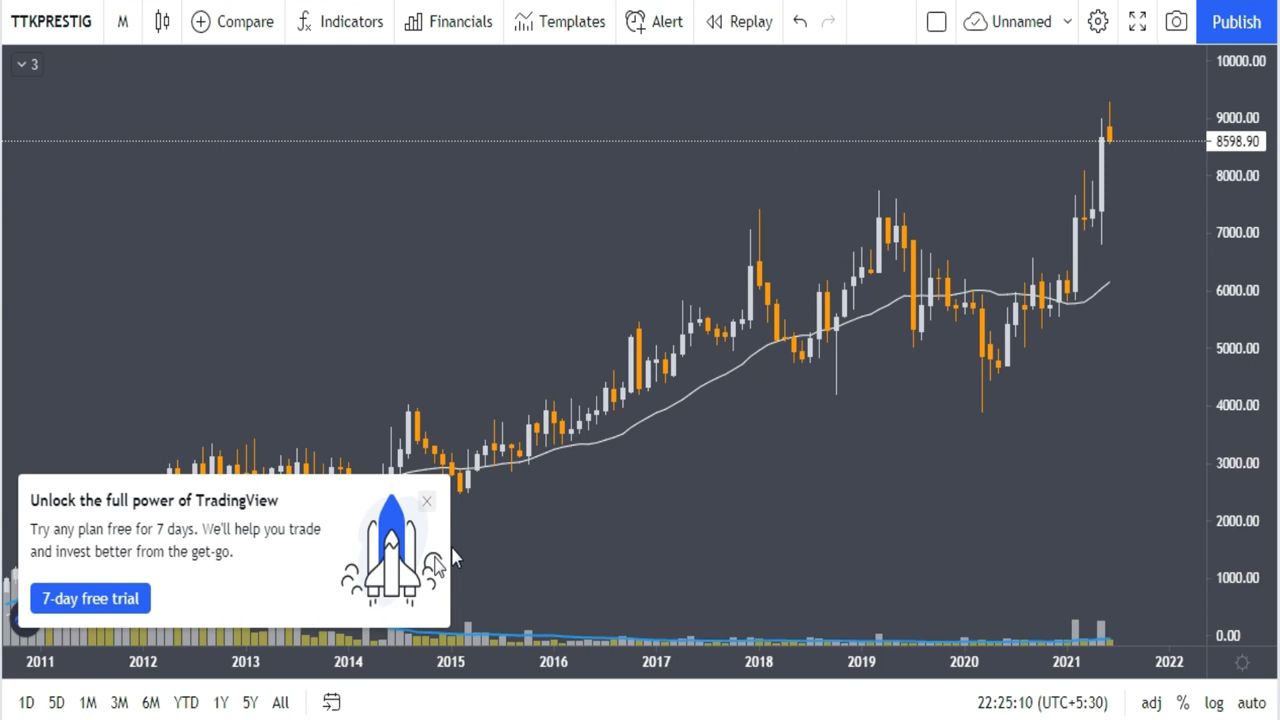 TTKPRESTIG M Compare Indicators Financials Templates Alert Replay Unnamed Publish
3
10000.00
9000.00
8598.90
8000.00
7000.00
6000.00
5000.00
4000.00
3000.00
2000.00
1000.00
0.00
Unlock the full power of TradingView
Try any plan free for 7 days. We'll help you trade
and invest better from the get-go.
7-day free trial
2011 2012 2013 2014 2015 2016 2017 2018 2019 2020 2021 2022
1D 5D 1M 3M 6M YTD 1Y 5Y All 22:25:10 (UTC+5:30) adj % log auto